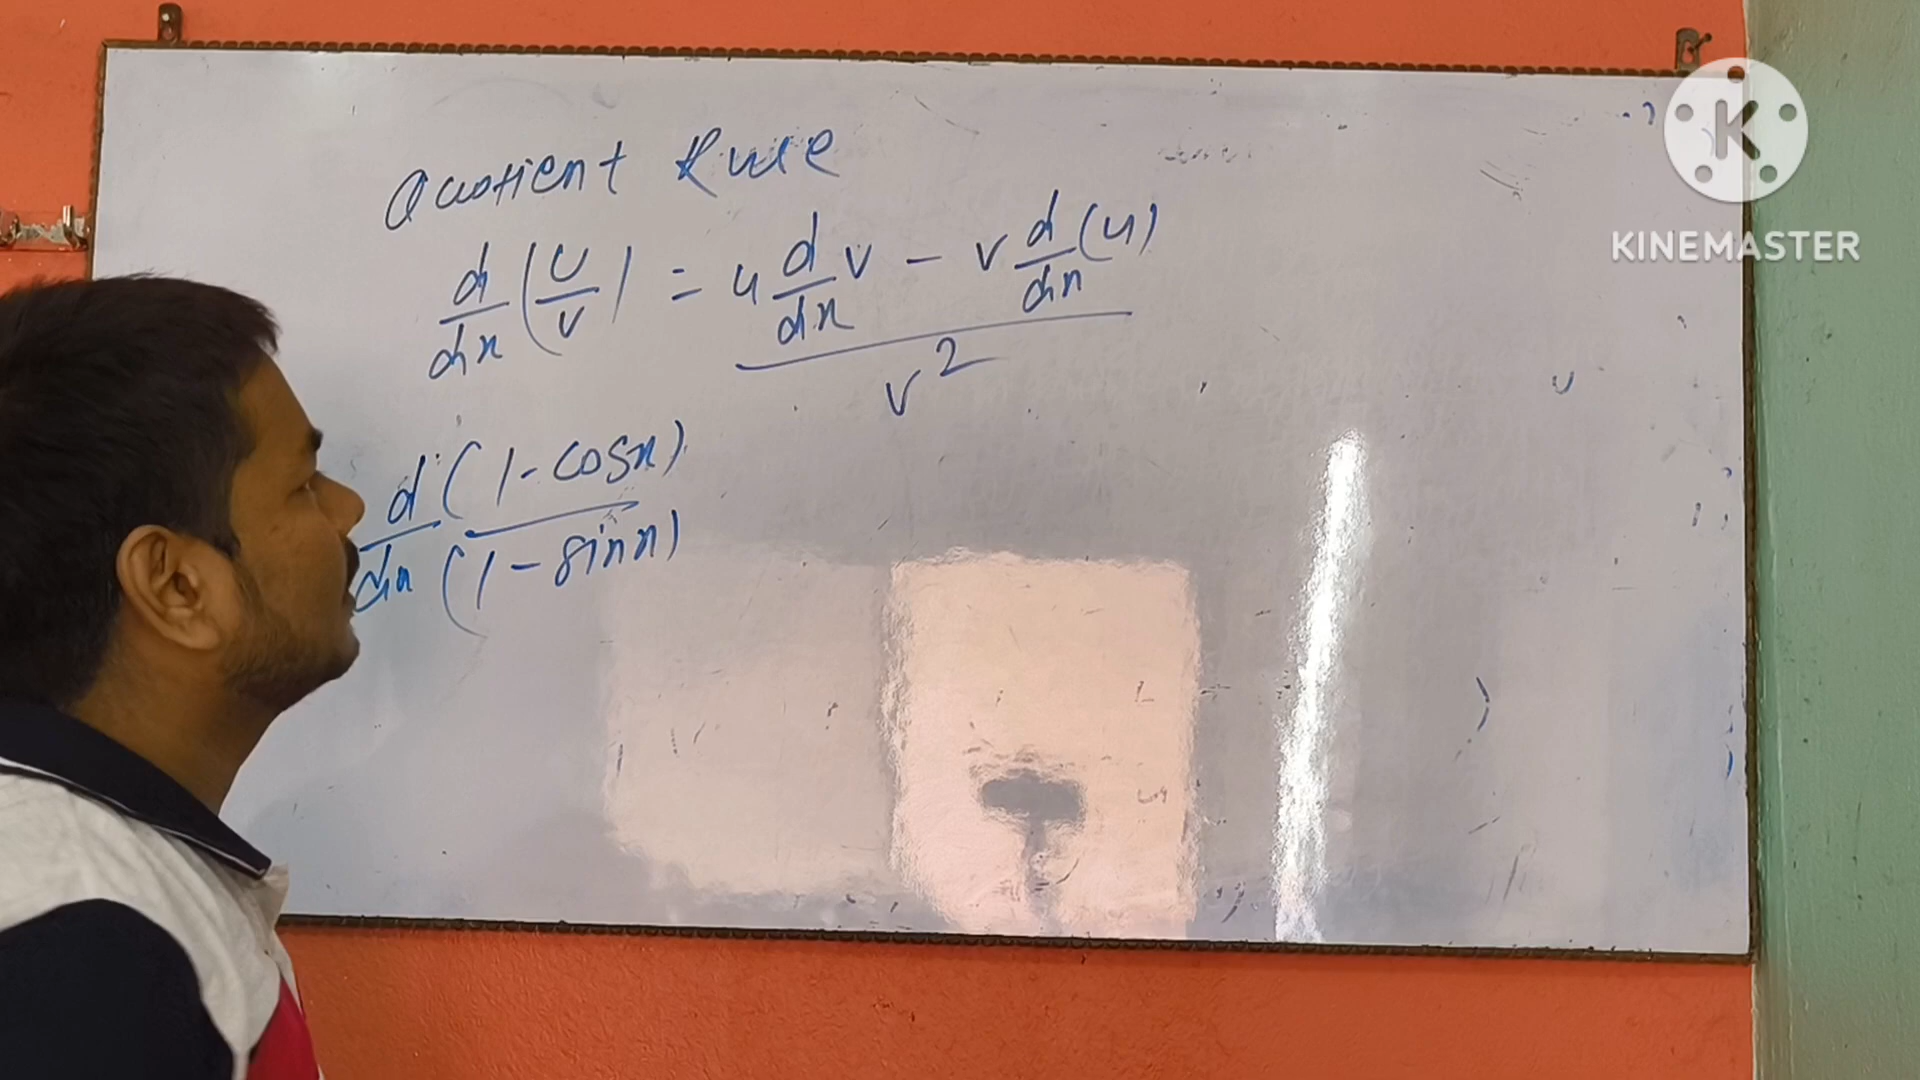 Quotient Rule
d/dx (u/v) = u d/dx v - v d/dx (u) / v²
d/dx (1-cosx) / (1-sinx)
K
KINEMASTER